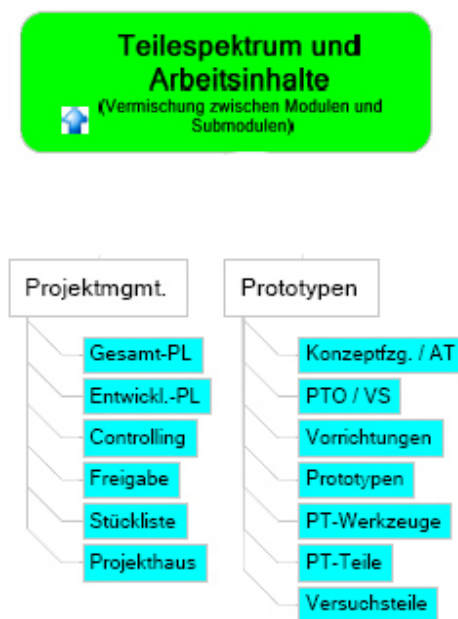 Teilespektrum und
Arbeitsinhalte
(Vermischung zwischen Modulen und
Submodulen)
Projektmgmt.
Gesamt-PL
Entwickl.-PL
Controlling
Freigabe
Stückliste
Projekthaus
Prototypen
Konzeptfzg. / AT
PTO / VS
Vorrichtungen
Prototypen
PT-Werkzeuge
PT-Teile
Versuchsteile